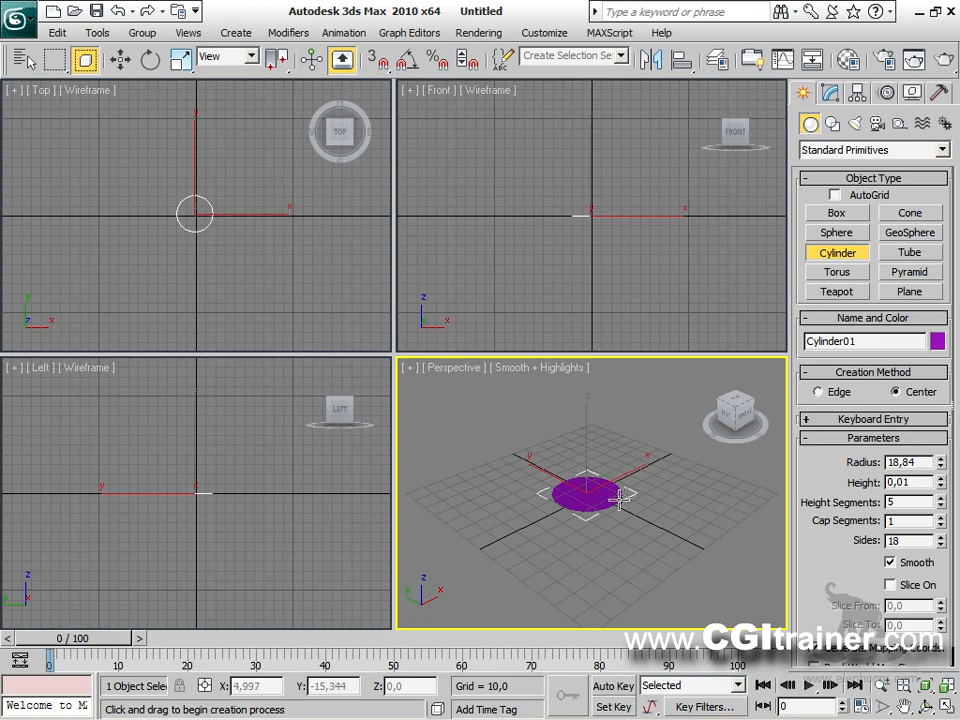 Autodesk 3ds Max 2010 x64 Untitled
Type a keyword or phrase
Edit Tools Group Views Create Modifiers Animation Graph Editors Rendering Customize MAXScript Help
View
3
ABC
Create Selection Se
[ + ] [ Top ] [ Wireframe ]
TOP
y
x
y
z x
[ + ] [ Front ] [ Wireframe ]
FRONT
x
z
x
[ + ] [ Left ] [ Wireframe ]
LEFT
y
z
[ + ] [ Perspective ] [ Smooth + Highlights ]
z
y
x
z
y x
Standard Primitives
- Object Type
AutoGrid
Box Cone
Sphere GeoSphere
Cylinder Tube
Torus Pyramid
Teapot Plane
- Name and Color
Cylinder01
- Creation Method
Edge Center
+ Keyboard Entry
- Parameters
Radius: 18,84
Height: 0,01
Height Segments: 5
Cap Segments: 1
Sides: 18
Smooth
Slice On
Slice From: 0,0
Slice To: 0,0
www.CGItrainer.com
< 0 / 100 >
0 10 20 30 40 50 60 70 80 90 100
1 Object Selec X: 4,997 Y: -15,344 Z: 0,0 Grid = 10,0 Auto Key Selected
Welcome to M Click and drag to begin creation process Add Time Tag Set Key Key Filters... 0